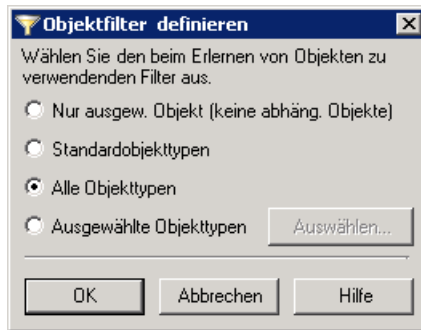 Objektfilter definieren
Wählen Sie den beim Erlernen von Objekten zu
verwendenden Filter aus.
Nur ausgew. Objekt (keine abhäng. Objekte)
Standardobjekttypen
Alle Objekttypen
Ausgewählte Objekttypen Auswählen...
OK Abbrechen Hilfe